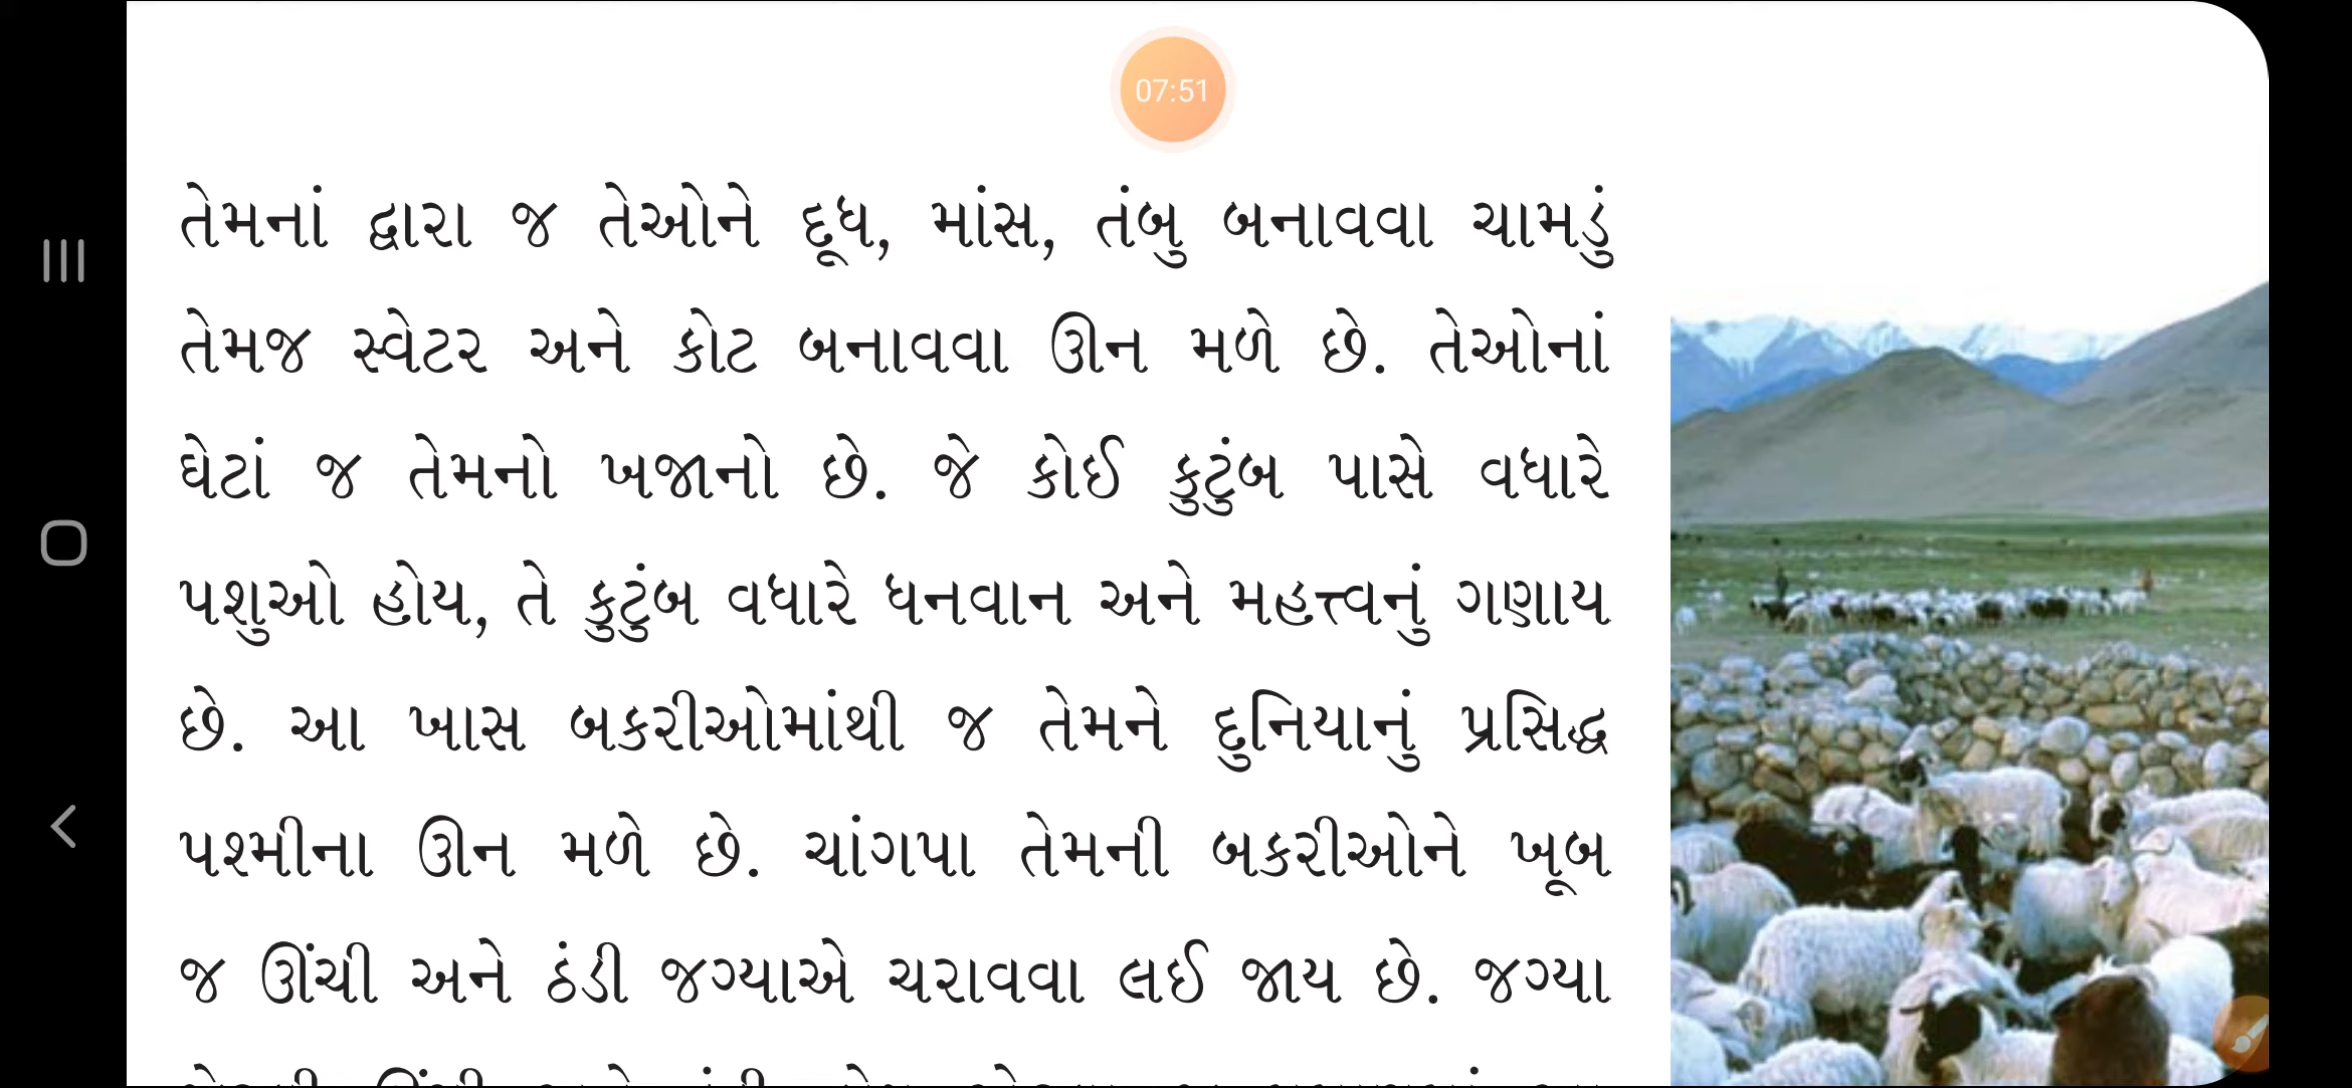 07:51
તેમનાં દ્વારા જ તેઓને દૂધ, માંસ, તંબુ બનાવવા ચામડું
તેમજ સ્વેટર અને કોટ બનાવવા ઊન મળે છે. તેઓનાં
ઘેટાં જ તેમનો ખજાનો છે. જે કોઈ કુટુંબ પાસે વધારે
પશુઓ હોય, તે કુટુંબ વધારે ધનવાન અને મહત્ત્વનું ગણાય
છે. આ ખાસ બકરીઓમાંથી જ તેમને દુનિયાનું પ્રસિદ્ધ
પશ્મીના ઊન મળે છે. ચાંગપા તેમની બકરીઓને ખૂબ
જ ઊંચી અને ઠંડી જગ્યાએ ચરાવવા લઈ જાય છે. જગ્યા